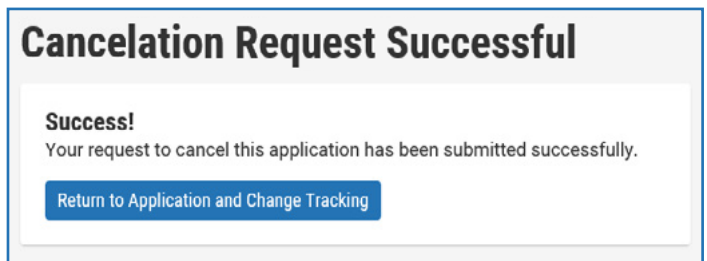 Cancelation Request Successful
Success!
Your request to cancel this application has been submitted successfully.
Return to Application and Change Tracking